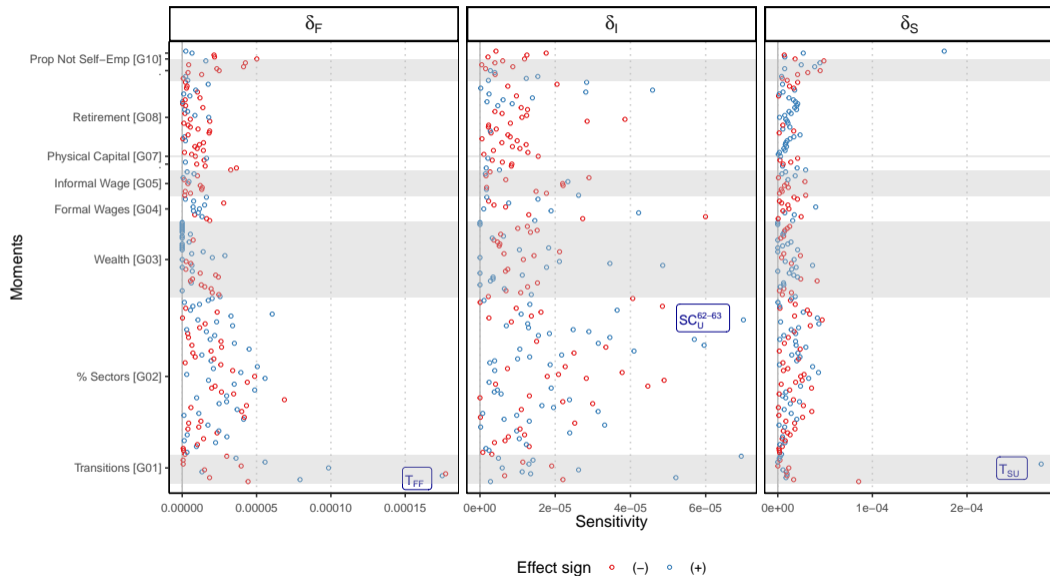 δF δI δS
Moments
Prop Not Self−Emp [G10]
.
Retirement [G08]
Physical Capital [G07]
.
Informal Wage [G05]
Formal Wages [G04]
Wealth [G03]
% Sectors [G02]
Transitions [G01]
SC_U^{62−63}
T_FF
T_SU
0.00000 0.00005 0.00010 0.00015 0e+00 2e−05 4e−05 6e−05 0e+00 1e−04 2e−04
Sensitivity
Effect sign (−) (+)